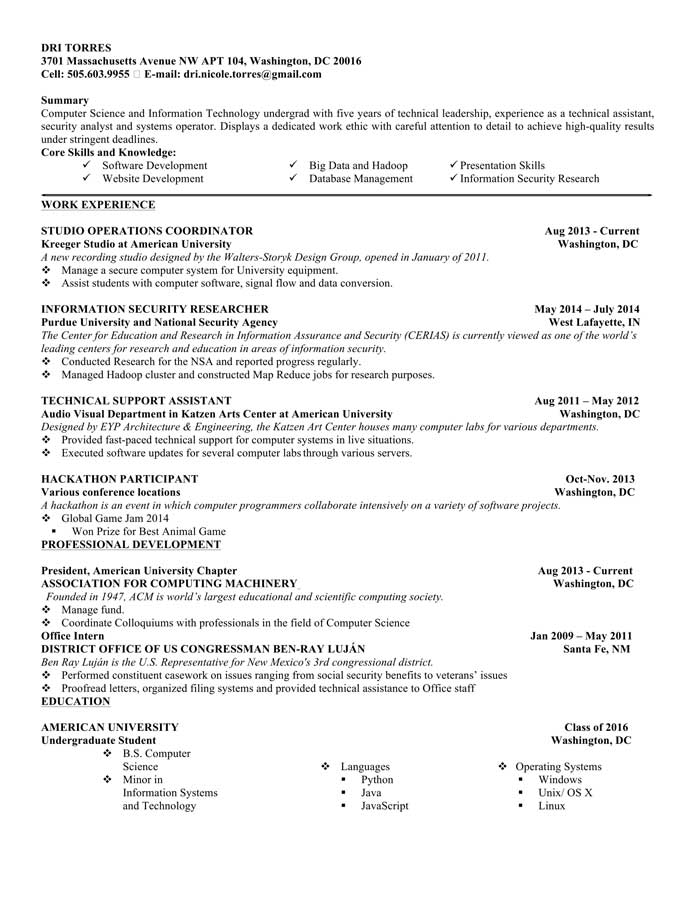 DRI TORRES
3701 Massachusetts Avenue NW APT 104, Washington, DC 20016
Cell: 505.603.9955 □ E-mail: dri.nicole.torres@gmail.com
Summary
Computer Science and Information Technology undergrad with five years of technical leadership, experience as a technical assistant,
security analyst and systems operator. Displays a dedicated work ethic with careful attention to detail to achieve high-quality results
under stringent deadlines.
Core Skills and Knowledge:
✓ Software Development ✓ Big Data and Hadoop ✓ Presentation Skills
✓ Website Development ✓ Database Management ✓ Information Security Research
WORK EXPERIENCE
STUDIO OPERATIONS COORDINATOR Aug 2013 - Current
Kreeger Studio at American University Washington, DC
A new recording studio designed by the Walters-Storyk Design Group, opened in January of 2011.
❖ Manage a secure computer system for University equipment.
❖ Assist students with computer software, signal flow and data conversion.
INFORMATION SECURITY RESEARCHER May 2014 – July 2014
Purdue University and National Security Agency West Lafayette, IN
The Center for Education and Research in Information Assurance and Security (CERIAS) is currently viewed as one of the world's
leading centers for research and education in areas of information security.
❖ Conducted Research for the NSA and reported progress regularly.
❖ Managed Hadoop cluster and constructed Map Reduce jobs for research purposes.
TECHNICAL SUPPORT ASSISTANT Aug 2011 – May 2012
Audio Visual Department in Katzen Arts Center at American University Washington, DC
Designed by EYP Architecture & Engineering, the Katzen Art Center houses many computer labs for various departments.
❖ Provided fast-paced technical support for computer systems in live situations.
❖ Executed software updates for several computer labs through various servers.
HACKATHON PARTICIPANT Oct-Nov. 2013
Various conference locations Washington, DC
A hackathon is an event in which computer programmers collaborate intensively on a variety of software projects.
❖ Global Game Jam 2014
▪ Won Prize for Best Animal Game
PROFESSIONAL DEVELOPMENT
President, American University Chapter Aug 2013 - Current
ASSOCIATION FOR COMPUTING MACHINERY Washington, DC
Founded in 1947, ACM is world's largest educational and scientific computing society.
❖ Manage fund.
❖ Coordinate Colloquiums with professionals in the field of Computer Science
Office Intern Jan 2009 – May 2011
DISTRICT OFFICE OF US CONGRESSMAN BEN-RAY LUJÁN Santa Fe, NM
Ben Ray Luján is the U.S. Representative for New Mexico's 3rd congressional district.
❖ Performed constituent casework on issues ranging from social security benefits to veterans' issues
❖ Proofread letters, organized filing systems and provided technical assistance to Office staff
EDUCATION
AMERICAN UNIVERSITY Class of 2016
Undergraduate Student Washington, DC
❖ B.S. Computer
Science ❖ Languages ❖ Operating Systems
❖ Minor in ▪ Python ▪ Windows
Information Systems ▪ Java ▪ Unix/ OS X
and Technology ▪ JavaScript ▪ Linux